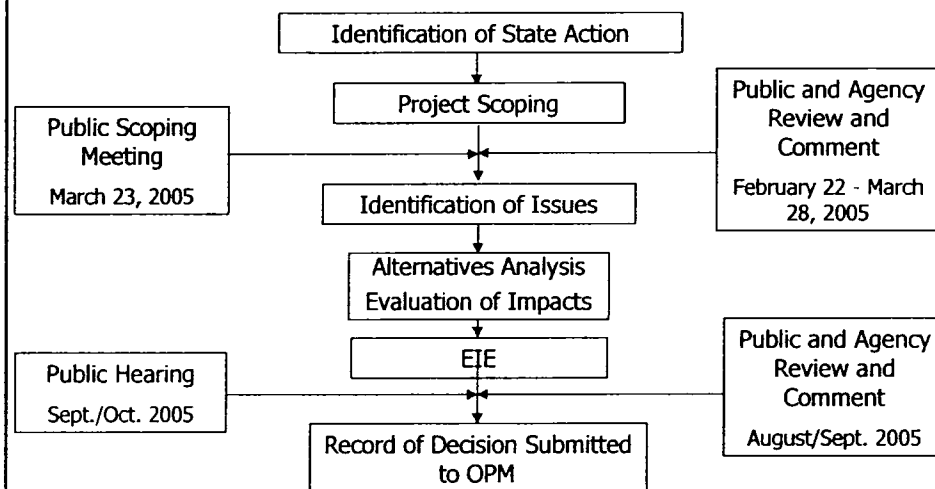 Identification of State Action
Project Scoping
Public Scoping
Meeting
March 23, 2005
Public and Agency
Review and
Comment
February 22 - March
28, 2005
Identification of Issues
Alternatives Analysis
Evaluation of Impacts
EIE
Public Hearing
Sept./Oct. 2005
Public and Agency
Review and
Comment
August/Sept. 2005
Record of Decision Submitted
to OPM